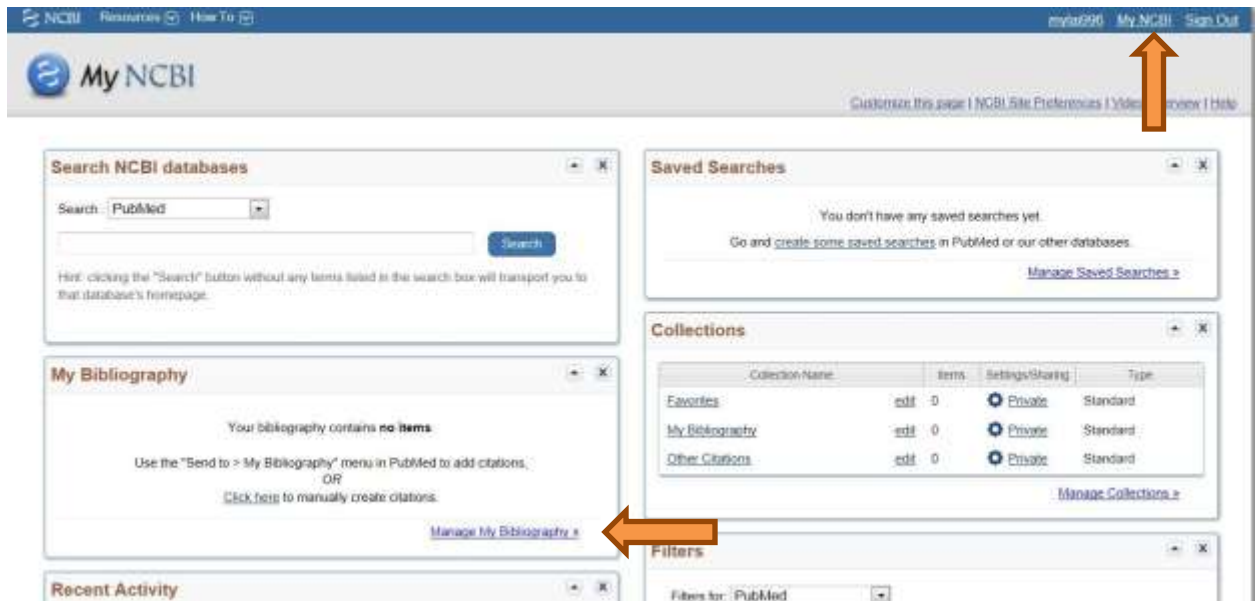 NCBI Resources How To
My NCBI Sign Out
My NCBI
Customize this page | NCBI Site Preferences | Video | Help
Search NCBI databases
Search: PubMed
Search
Hint: clicking the "Search" button without any terms listed in the search box will transport you to
that database's homepage.
My Bibliography
Your bibliography contains no items.
Use the "Send to > My Bibliography" menu in PubMed to add citations,
OR
Click here to manually create citations.
Manage My Bibliography »
Recent Activity
Saved Searches
You don't have any saved searches yet.
Go and create some saved searches in PubMed or our other databases.
Manage Saved Searches »
Collections
Collection Name Items Settings/Sharing Type
Favorites edit 0 Private Standard
My Bibliography edit 0 Private Standard
Other Citations edit 0 Private Standard
Manage Collections »
Filters
Filters for: PubMed